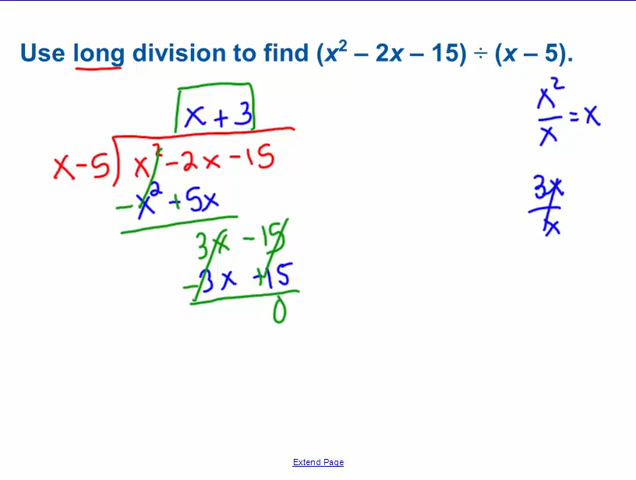 Use long division to find (x² – 2x – 15) ÷ (x – 5).
x + 3
x - 5 ) x² - 2x - 15
- x² + 5x
3x - 15
- 3x + 15
0
x²
x = x
3x
x
Extend Page